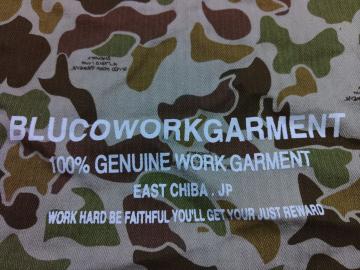 BLUCOWORKGARMENT
100% GENUINE WORK GARMENT
EAST CHIBA . JP
WORK HARD BE FAITHFUL YOU'LL GET YOUR JUST REWARD